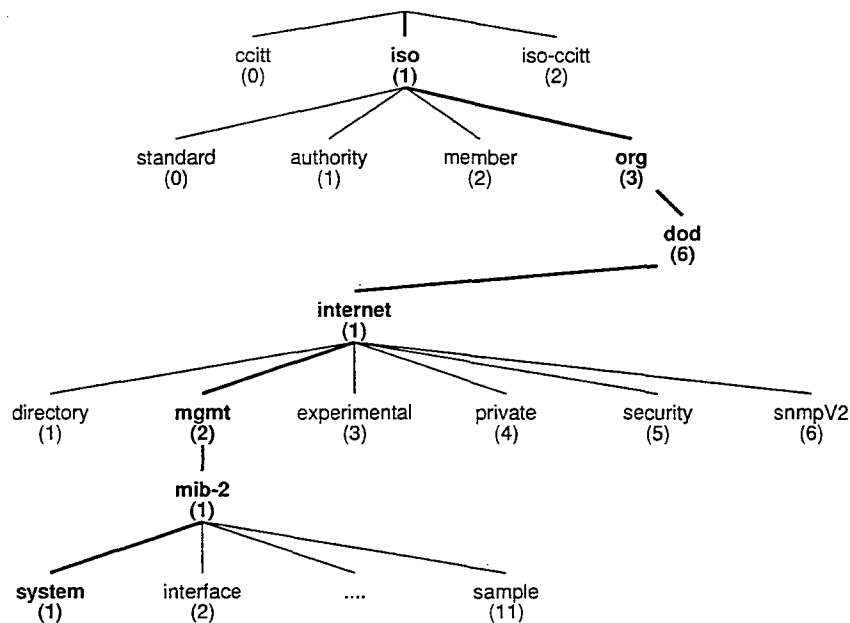 ccitt iso iso-ccitt
(0) (1) (2)
standard authority member org
(0) (1) (2) (3)
dod
(6)
internet
(1)
directory mgmt experimental private security snmpV2
(1) (2) (3) (4) (5) (6)
mib-2
(1)
system interface .... sample
(1) (2) (11)